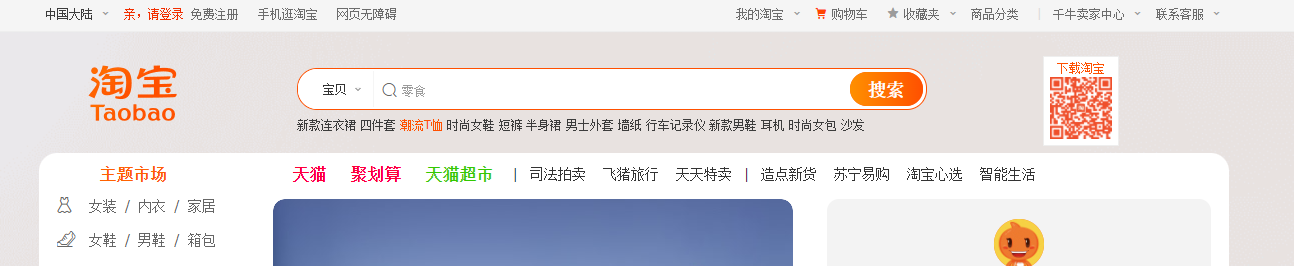 中国大陆 亲，请登录 免费注册 手机逛淘宝 网页无障碍 我的淘宝 购物车 收藏夹 商品分类 | 千牛卖家中心 联系客服
淘宝
Taobao
宝贝 零食 搜索
下载淘宝
新款连衣裙 四件套 潮流T恤 时尚女鞋 短裤 半身裙 男士外套 墙纸 行车记录仪 新款男鞋 耳机 时尚女包 沙发
主题市场 天猫 聚划算 天猫超市 | 司法拍卖 飞猪旅行 天天特卖 | 造点新货 苏宁易购 淘宝心选 智能生活
女装 / 内衣 / 家居
女鞋 / 男鞋 / 箱包